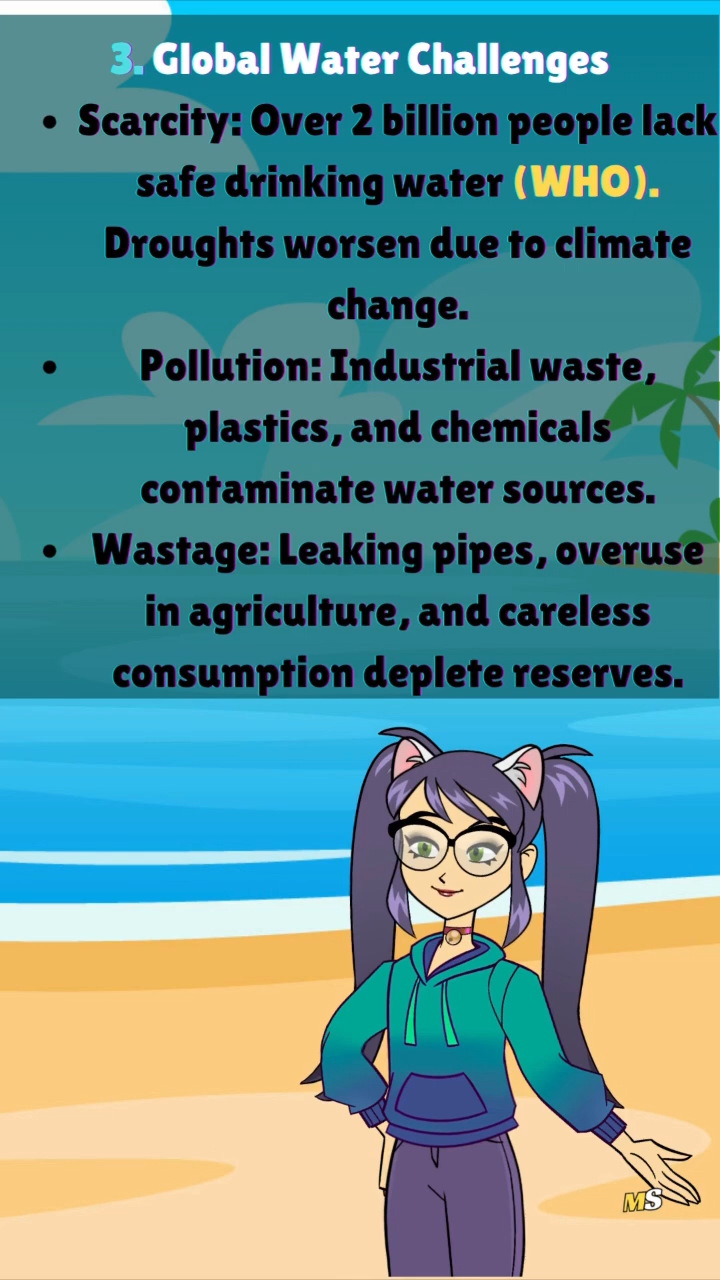 3. Global Water Challenges
• Scarcity: Over 2 billion people lack
safe drinking water (WHO).
Droughts worsen due to climate
change.
• Pollution: Industrial waste,
plastics, and chemicals
contaminate water sources.
• Wastage: Leaking pipes, overuse
in agriculture, and careless
consumption deplete reserves.
MS